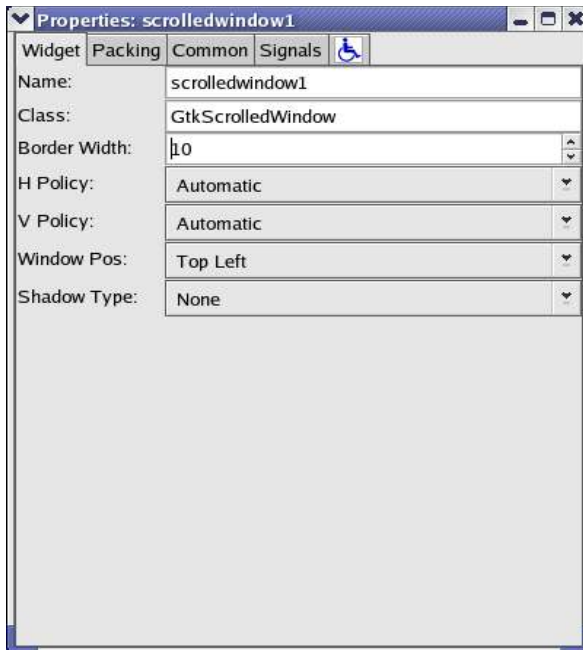 Properties: scrolledwindow1
Widget Packing Common Signals
Name: scrolledwindow1
Class: GtkScrolledWindow
Border Width: 10
H Policy: Automatic
V Policy: Automatic
Window Pos: Top Left
Shadow Type: None